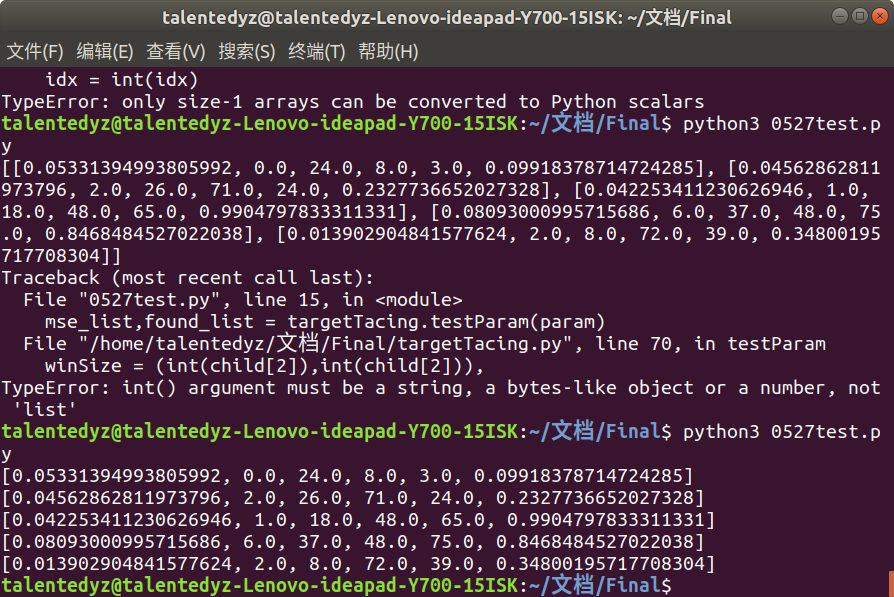 talentedyz@talentedyz-Lenovo-ideapad-Y700-15ISK: ~/文档/Final
文件(F) 编辑(E) 查看(V) 搜索(S) 终端(T) 帮助(H)
    idx = int(idx)
TypeError: only size-1 arrays can be converted to Python scalars
talentedyz@talentedyz-Lenovo-ideapad-Y700-15ISK:~/文档/Final$ python3 0527test.p
y
[[0.05331394993805992, 0.0, 24.0, 8.0, 3.0, 0.09918378714724285], [0.04562862811
973796, 2.0, 26.0, 71.0, 24.0, 0.2327736652027328], [0.042253411230626946, 1.0, 
18.0, 48.0, 65.0, 0.9904797833311331], [0.08093000995715686, 6.0, 37.0, 48.0, 75
.0, 0.8468484527022038], [0.013902904841577624, 2.0, 8.0, 72.0, 39.0, 0.34800195
717708304]]
Traceback (most recent call last):
  File "0527test.py", line 15, in <module>
    mse_list,found_list = targetTacing.testParam(param)
  File "/home/talentedyz/文档/Final/targetTacing.py", line 70, in testParam
    winSize = (int(child[2]),int(child[2])),
TypeError: int() argument must be a string, a bytes-like object or a number, not
 'list'
talentedyz@talentedyz-Lenovo-ideapad-Y700-15ISK:~/文档/Final$ python3 0527test.p
y
[0.05331394993805992, 0.0, 24.0, 8.0, 3.0, 0.09918378714724285]
[0.04562862811973796, 2.0, 26.0, 71.0, 24.0, 0.2327736652027328]
[0.042253411230626946, 1.0, 18.0, 48.0, 65.0, 0.9904797833311331]
[0.08093000995715686, 6.0, 37.0, 48.0, 75.0, 0.8468484527022038]
[0.013902904841577624, 2.0, 8.0, 72.0, 39.0, 0.34800195717708304]
talentedyz@talentedyz-Lenovo-ideapad-Y700-15ISK:~/文档/Final$